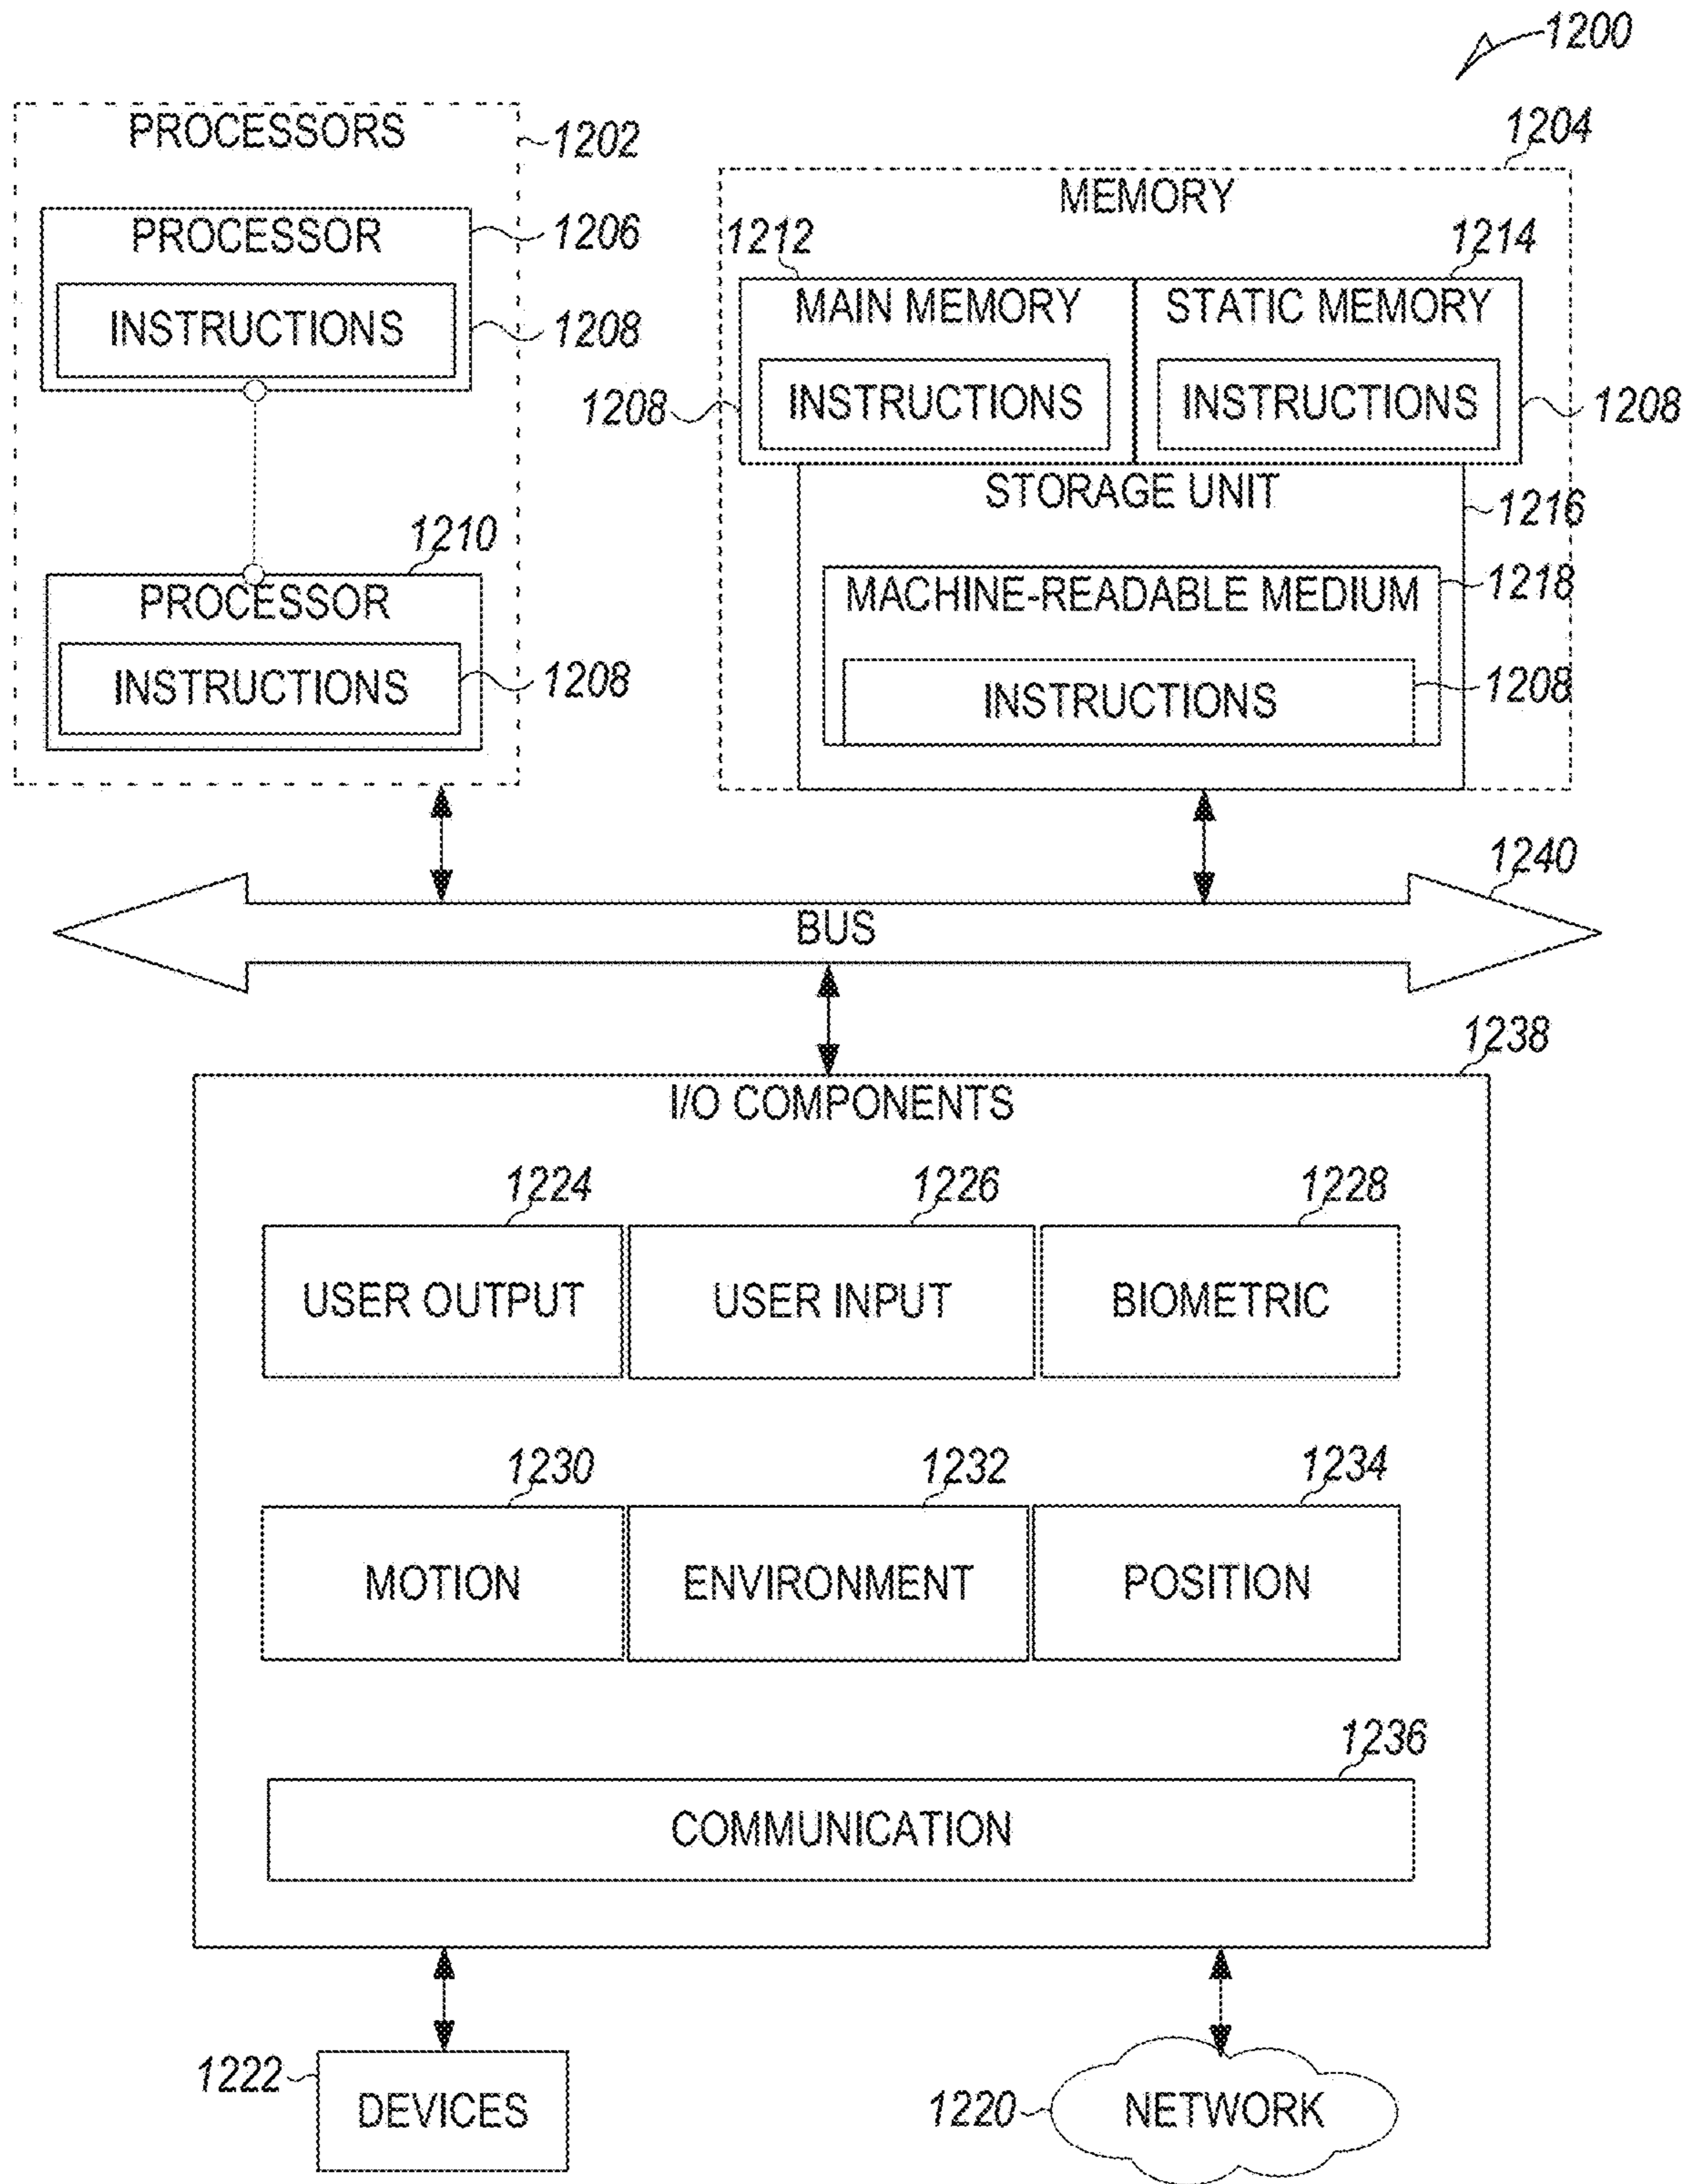 1200
PROCESSORS
1202
1204
MEMORY
PROCESSOR
1206
INSTRUCTIONS
1208
1212
1214
MAIN MEMORY
STATIC MEMORY
INSTRUCTIONS
INSTRUCTIONS
1208
1208
STORAGE UNIT
1216
1210
PROCESSOR
INSTRUCTIONS
1208
MACHINE-READABLE MEDIUM
1218
INSTRUCTIONS
1208
1240
BUS
1238
I/O COMPONENTS
1224
1226
1228
USER OUTPUT
USER INPUT
BIOMETRIC
1230
1232
1234
MOTION
ENVIRONMENT
POSITION
1236
COMMUNICATION
1222
DEVICES
1220
NETWORK